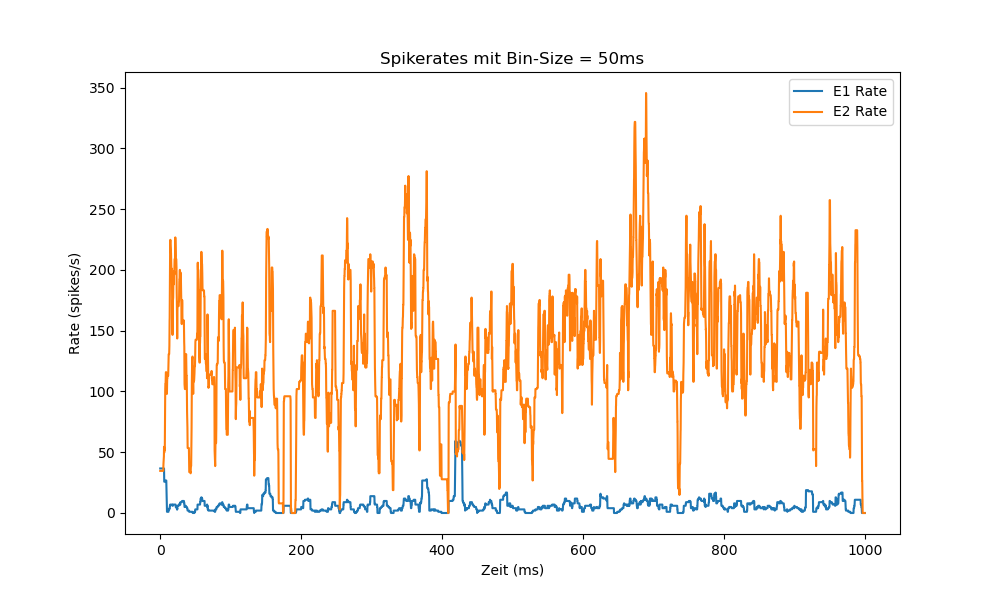 Spikerates mit Bin-Size = 50ms
E1 Rate
E2 Rate
Rate (spikes/s)
350
300
250
200
150
100
50
0
0 200 400 600 800 1000
Zeit (ms)